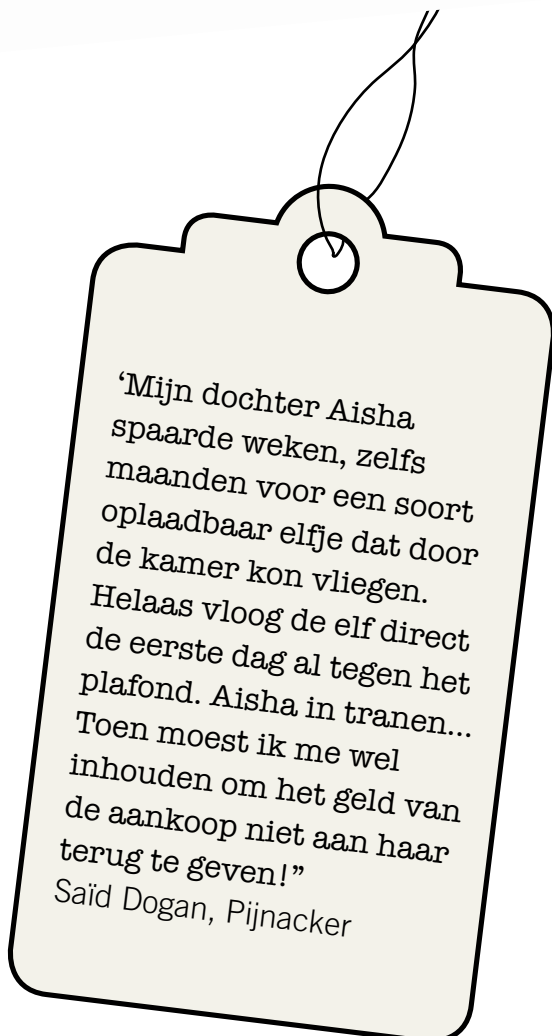 ‘Mijn dochter Aisha
spaarde weken, zelfs
maanden voor een soort
oplaadbaar elfje dat door
de kamer kon vliegen.
Helaas vloog de elf direct
de eerste dag al tegen het
plafond. Aisha in tranen...
Toen moest ik me wel
inhouden om het geld van
de aankoop niet aan haar
terug te geven!”
Saïd Dogan, Pijnacker